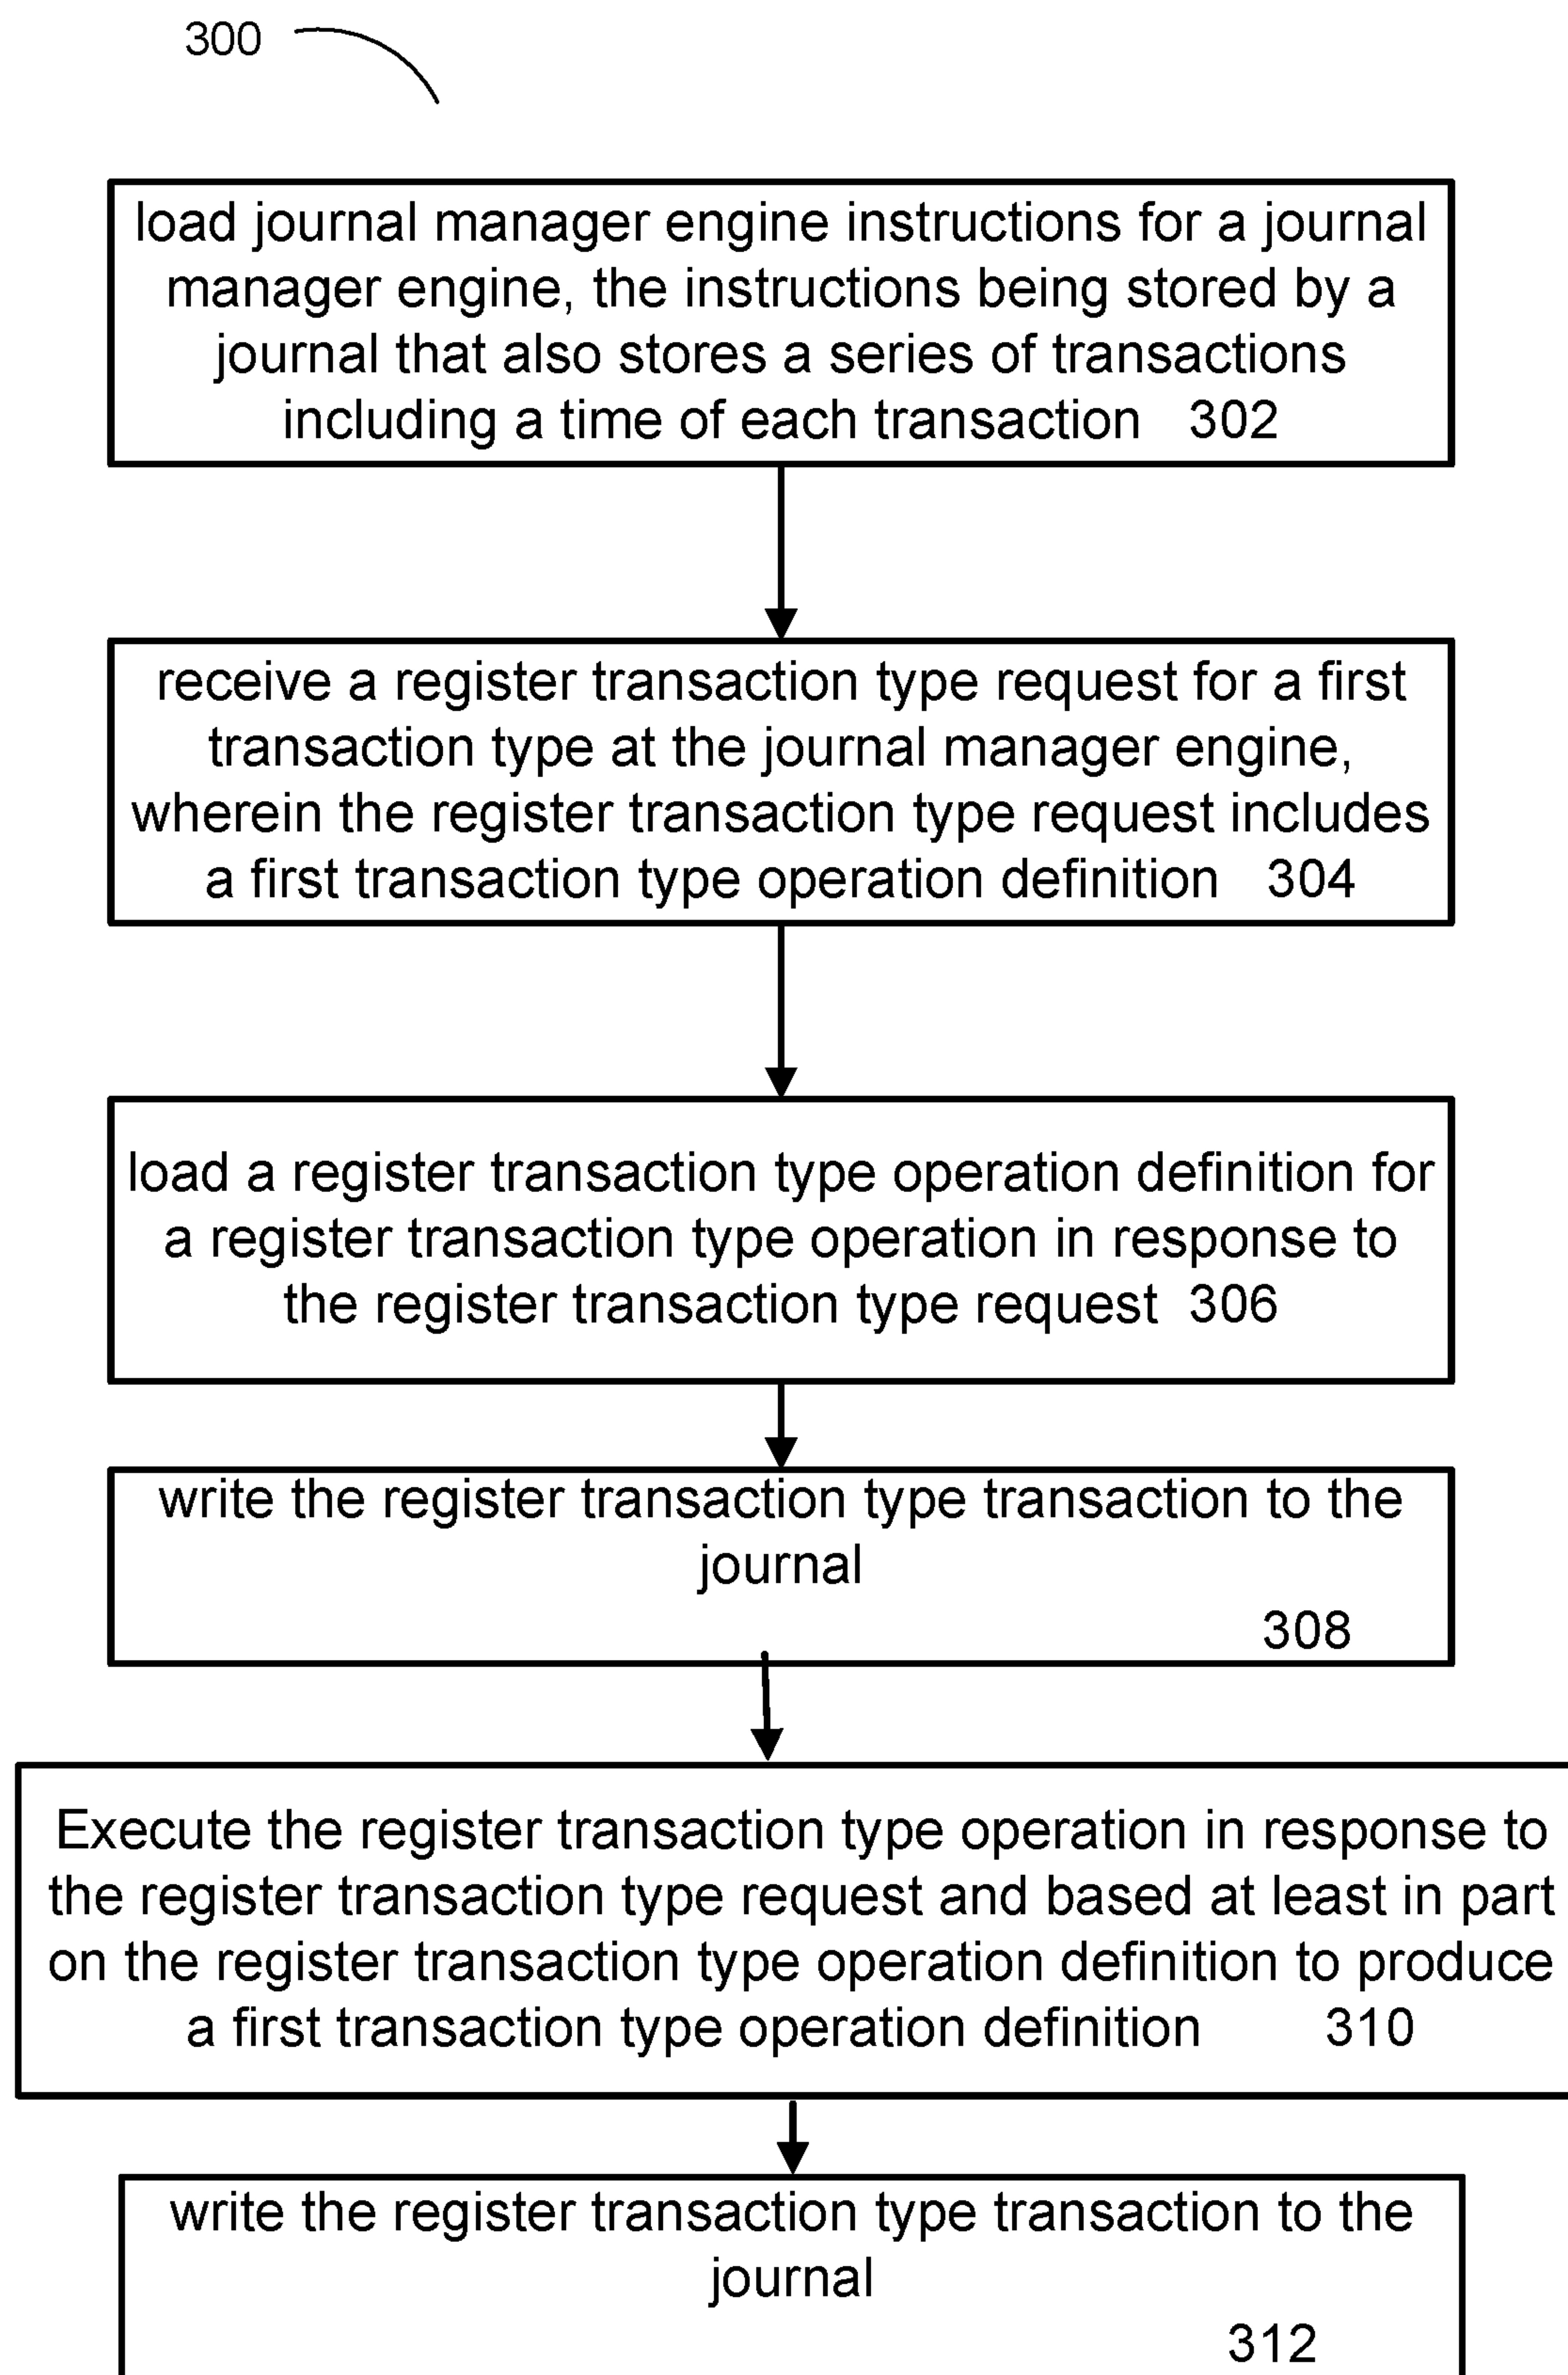 300
load journal manager engine instructions for a journal
manager engine, the instructions being stored by a
journal that also stores a series of transactions
including a time of each transaction 302
receive a register transaction type request for a first
transaction type at the journal manager engine,
wherein the register transaction type request includes
a first transaction type operation definition 304
load a register transaction type operation definition for
a register transaction type operation in response to
the register transaction type request 306
write the register transaction type transaction to the
journal
308
Execute the register transaction type operation in response to
the register transaction type request and based at least in part
on the register transaction type operation definition to produce
a first transaction type operation definition 310
write the register transaction type transaction to the
journal
312